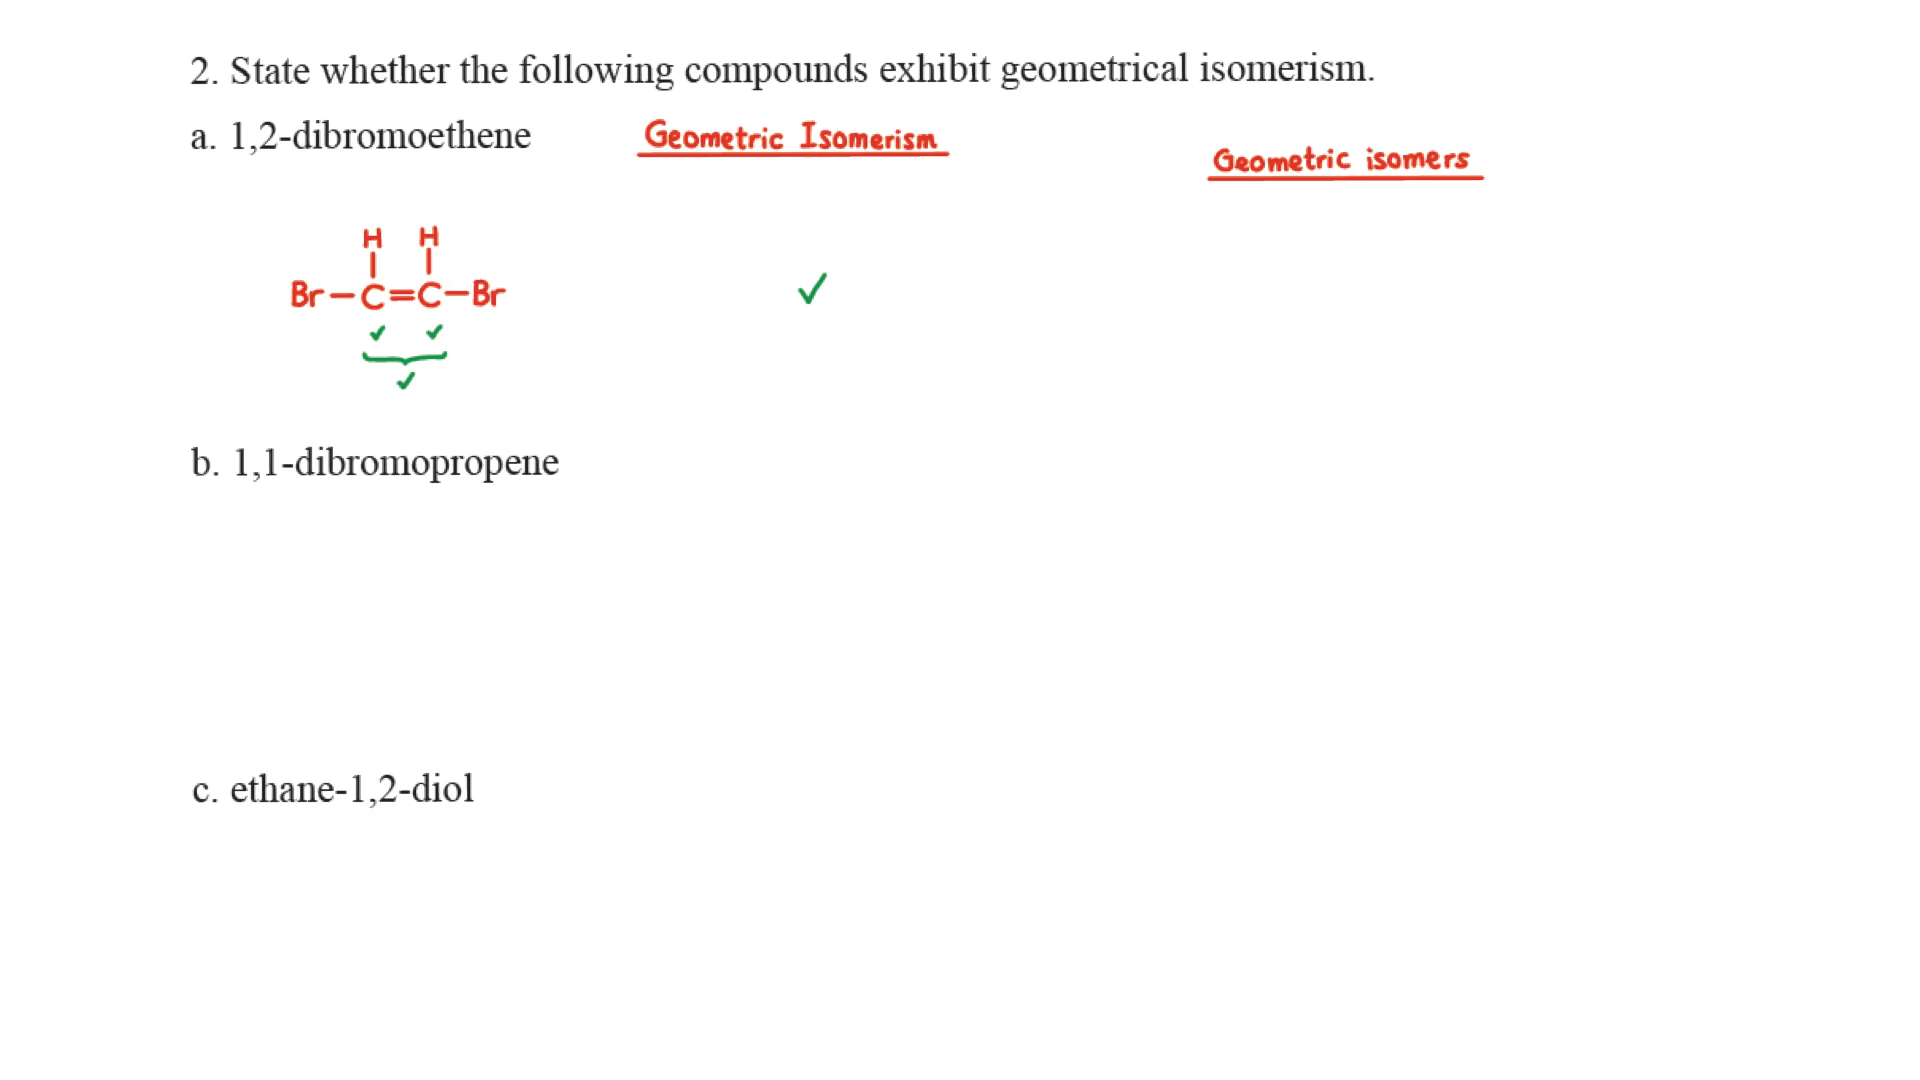 2. State whether the following compounds exhibit geometrical isomerism.
a. 1,2-dibromoethene
Geometric Isomerism
Geometric isomers
H H
Br–C=C–Br
b. 1,1-dibromopropene
c. ethane-1,2-diol